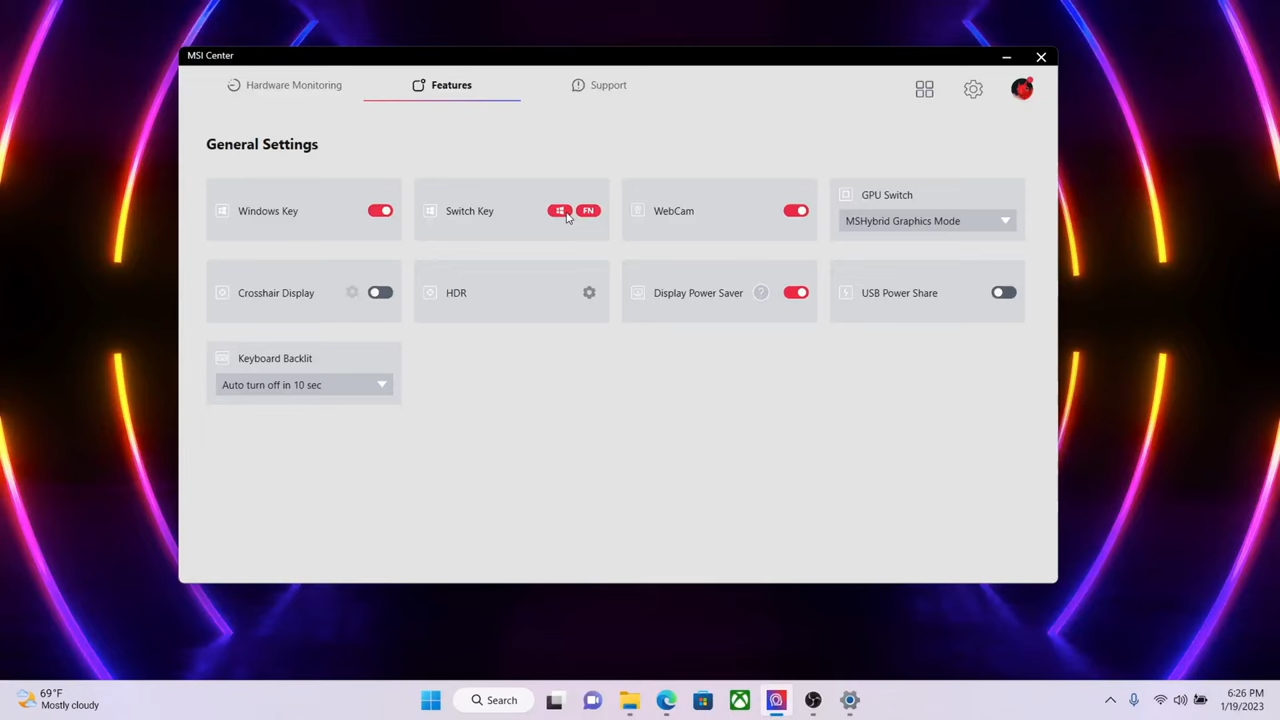 MSI Center
Hardware Monitoring
Features
Support
General Settings
Windows Key
Switch Key
FN
WebCam
GPU Switch
MSHybrid Graphics Mode
Crosshair Display
HDR
Display Power Saver
?
USB Power Share
Keyboard Backlit
Auto turn off in 10 sec
69°F
Mostly cloudy
Search
6:26 PM
1/19/2023